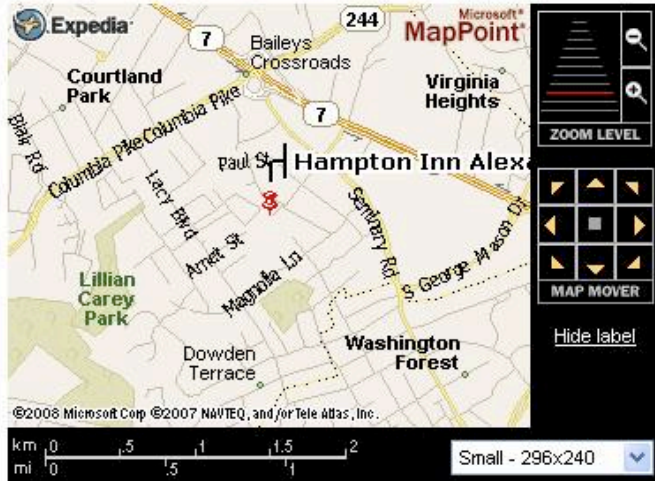 Expedia
Microsoft®
MapPoint®
244
7
Baileys
Crossroads
Courtland
Park
Virginia
Heights
7
Blair Rd
Columbia Pike
Columbia Pike
Paul St
Hampton Inn Alexa
Lacy Blvd
Seminary Rd
Arnet St
S George Mason Dr
Magnolia Ln
Lillian
Carey
Park
Washington
Forest
Dowden
Terrace
©2008 Microsoft Corp ©2007 NAVTEQ, and/or Tele Atlas, Inc.
km 0 .5 1 1.5 2
mi 0 .5 1
ZOOM LEVEL
MAP MOVER
Hide label
Small - 296x240